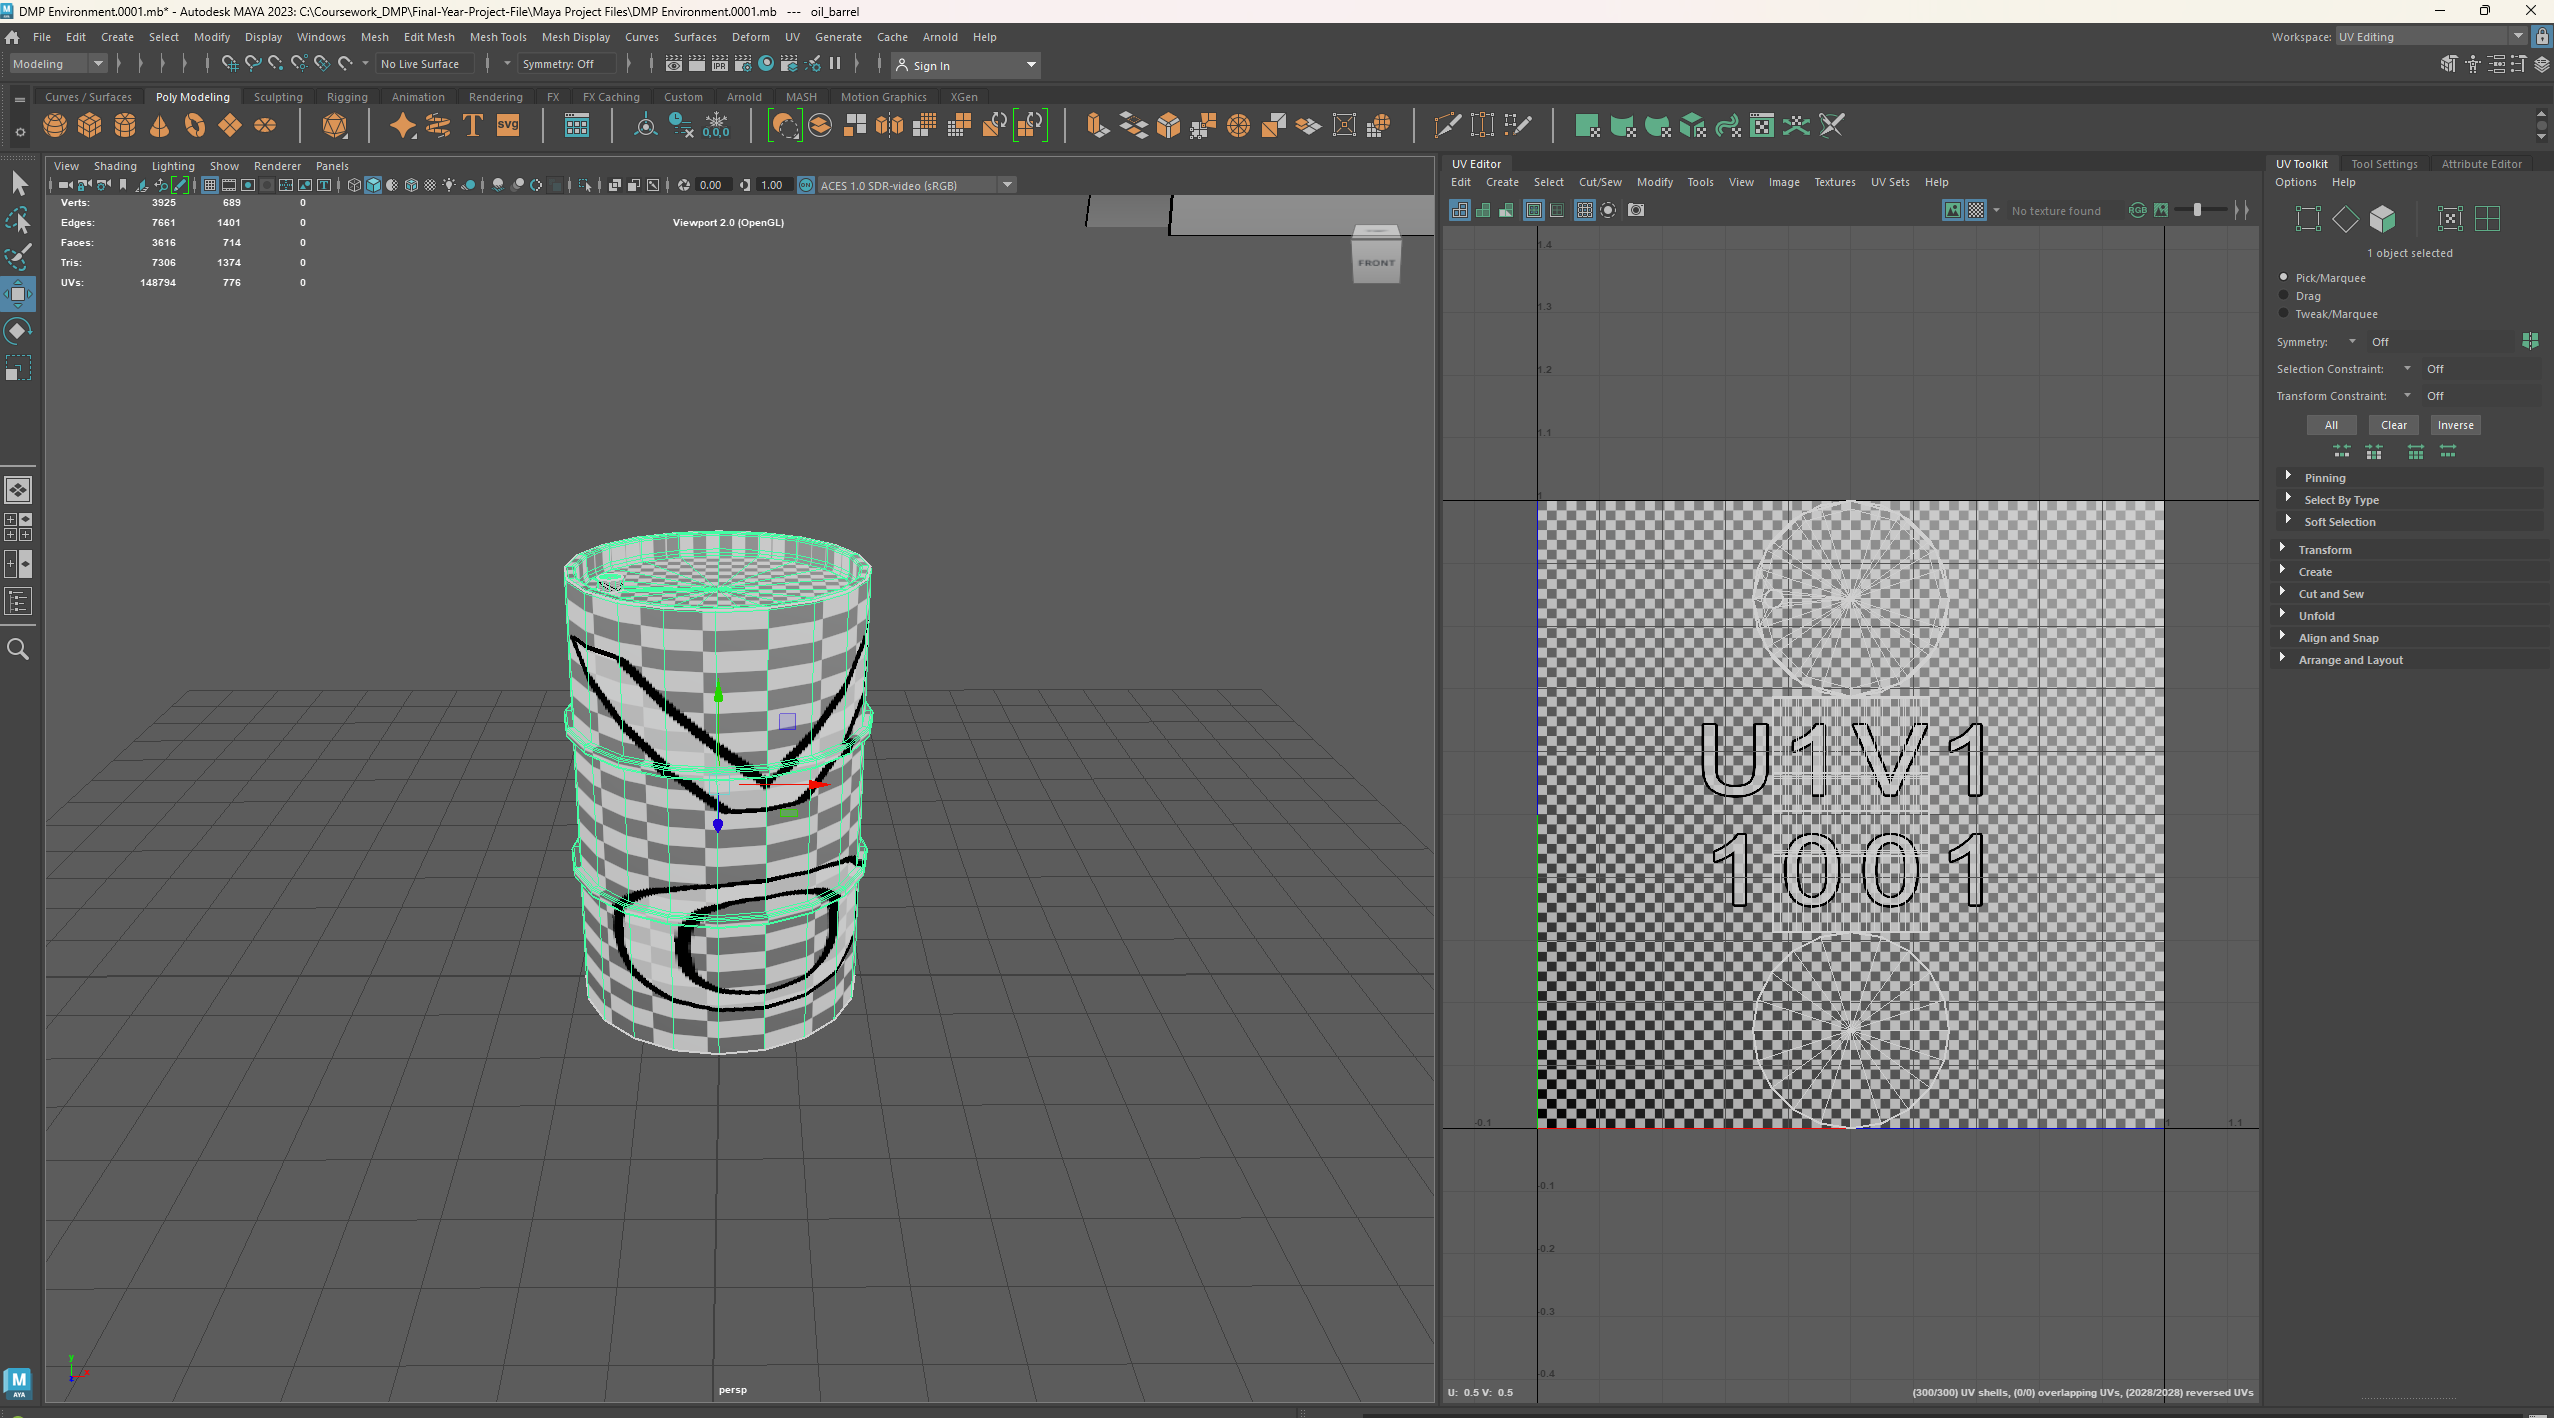 DMP Environment.0001.mb* - Autodesk MAYA 2023: C:\Coursework_DMP\Final-Year-Project-File\Maya Project Files\DMP Environment.0001.mb   ---   oil_barrel
File Edit Create Select Modify Display Windows Mesh Edit Mesh Mesh Tools Mesh Display Curves Surfaces Deform UV Generate Cache Arnold Help
Workspace: UV Editing
Modeling
No Live Surface
Symmetry: Off
IPR
Sign In
Curves / Surfaces Poly Modeling Sculpting Rigging Animation Rendering FX FX Caching Custom Arnold MASH Motion Graphics XGen
T
SVG
0,0,0
View Shading Lighting Show Renderer Panels
0.00
1.00
ON
ACES 1.0 SDR-video (sRGB)
Verts: 3925 689 0
Edges: 7661 1401 0
Faces: 3616 714 0
Tris: 7306 1374 0
UVs: 148794 776 0
Viewport 2.0 (OpenGL)
FRONT
persp
y
x
z
M
AYA
UV Editor
Edit Create Select Cut/Sew Modify Tools View Image Textures UV Sets Help
No texture found
RGB
1.4
1.3
1.2
1.1
1
U1V1
1001
-0.1
1
1.1
-0.1
-0.2
-0.3
-0.4
U: 0.5 V: 0.5
(300/300) UV shells, (0/0) overlapping UVs, (2028/2028) reversed UVs
UV Toolkit Tool Settings Attribute Editor
Options Help
1 object selected
Pick/Marquee
Drag
Tweak/Marquee
Symmetry: Off
Selection Constraint: Off
Transform Constraint: Off
All Clear Inverse
Pinning
Select By Type
Soft Selection
Transform
Create
Cut and Sew
Unfold
Align and Snap
Arrange and Layout